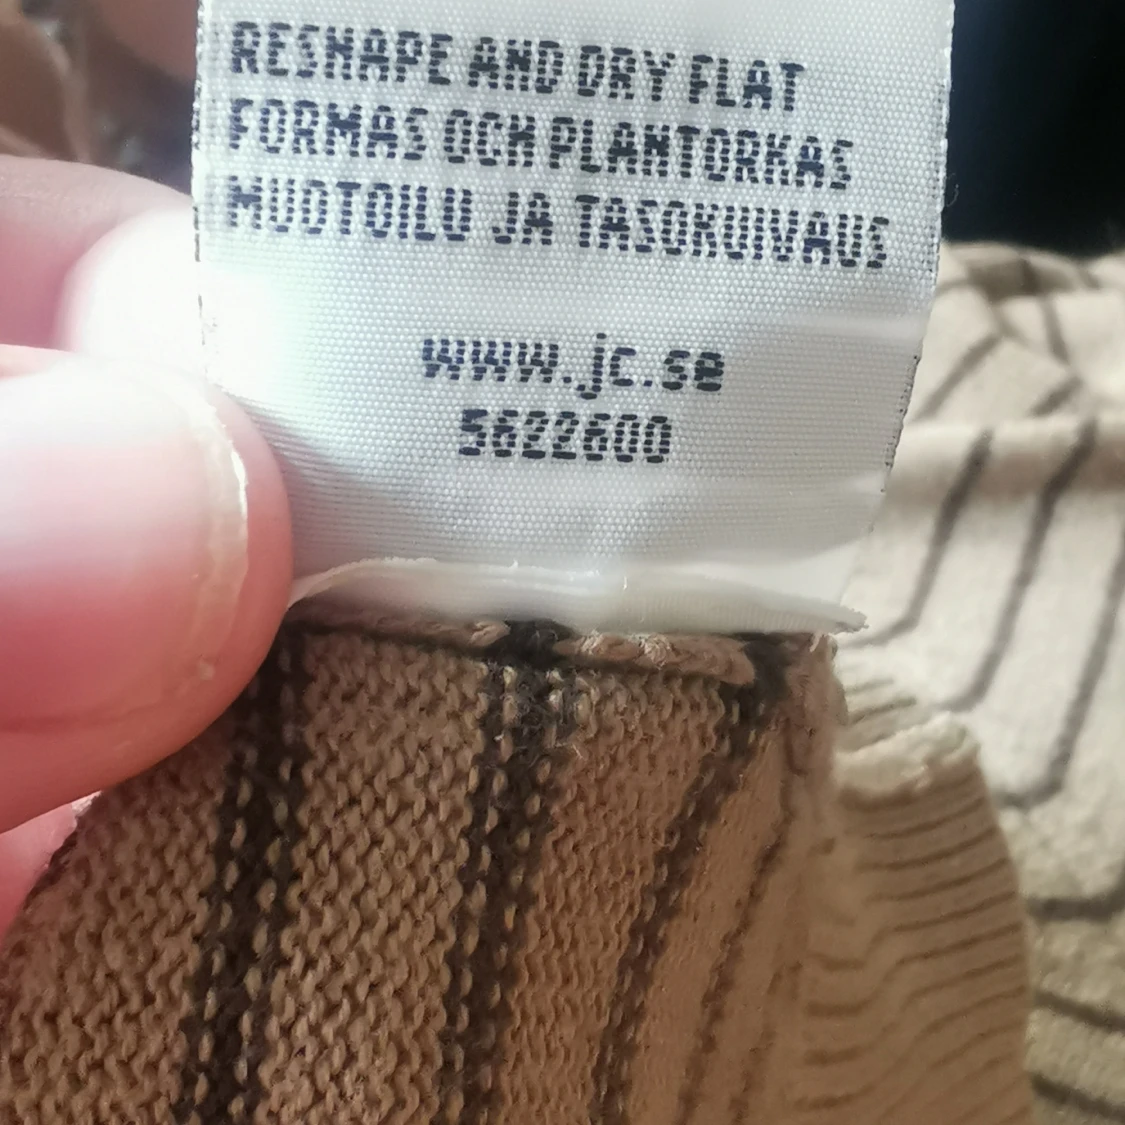 RESHAPE AND DRY FLAT
FORMAS OCH PLANTORKAS
MUOTOILU JA TASOKUIVAUS
www.jc.se
5622600